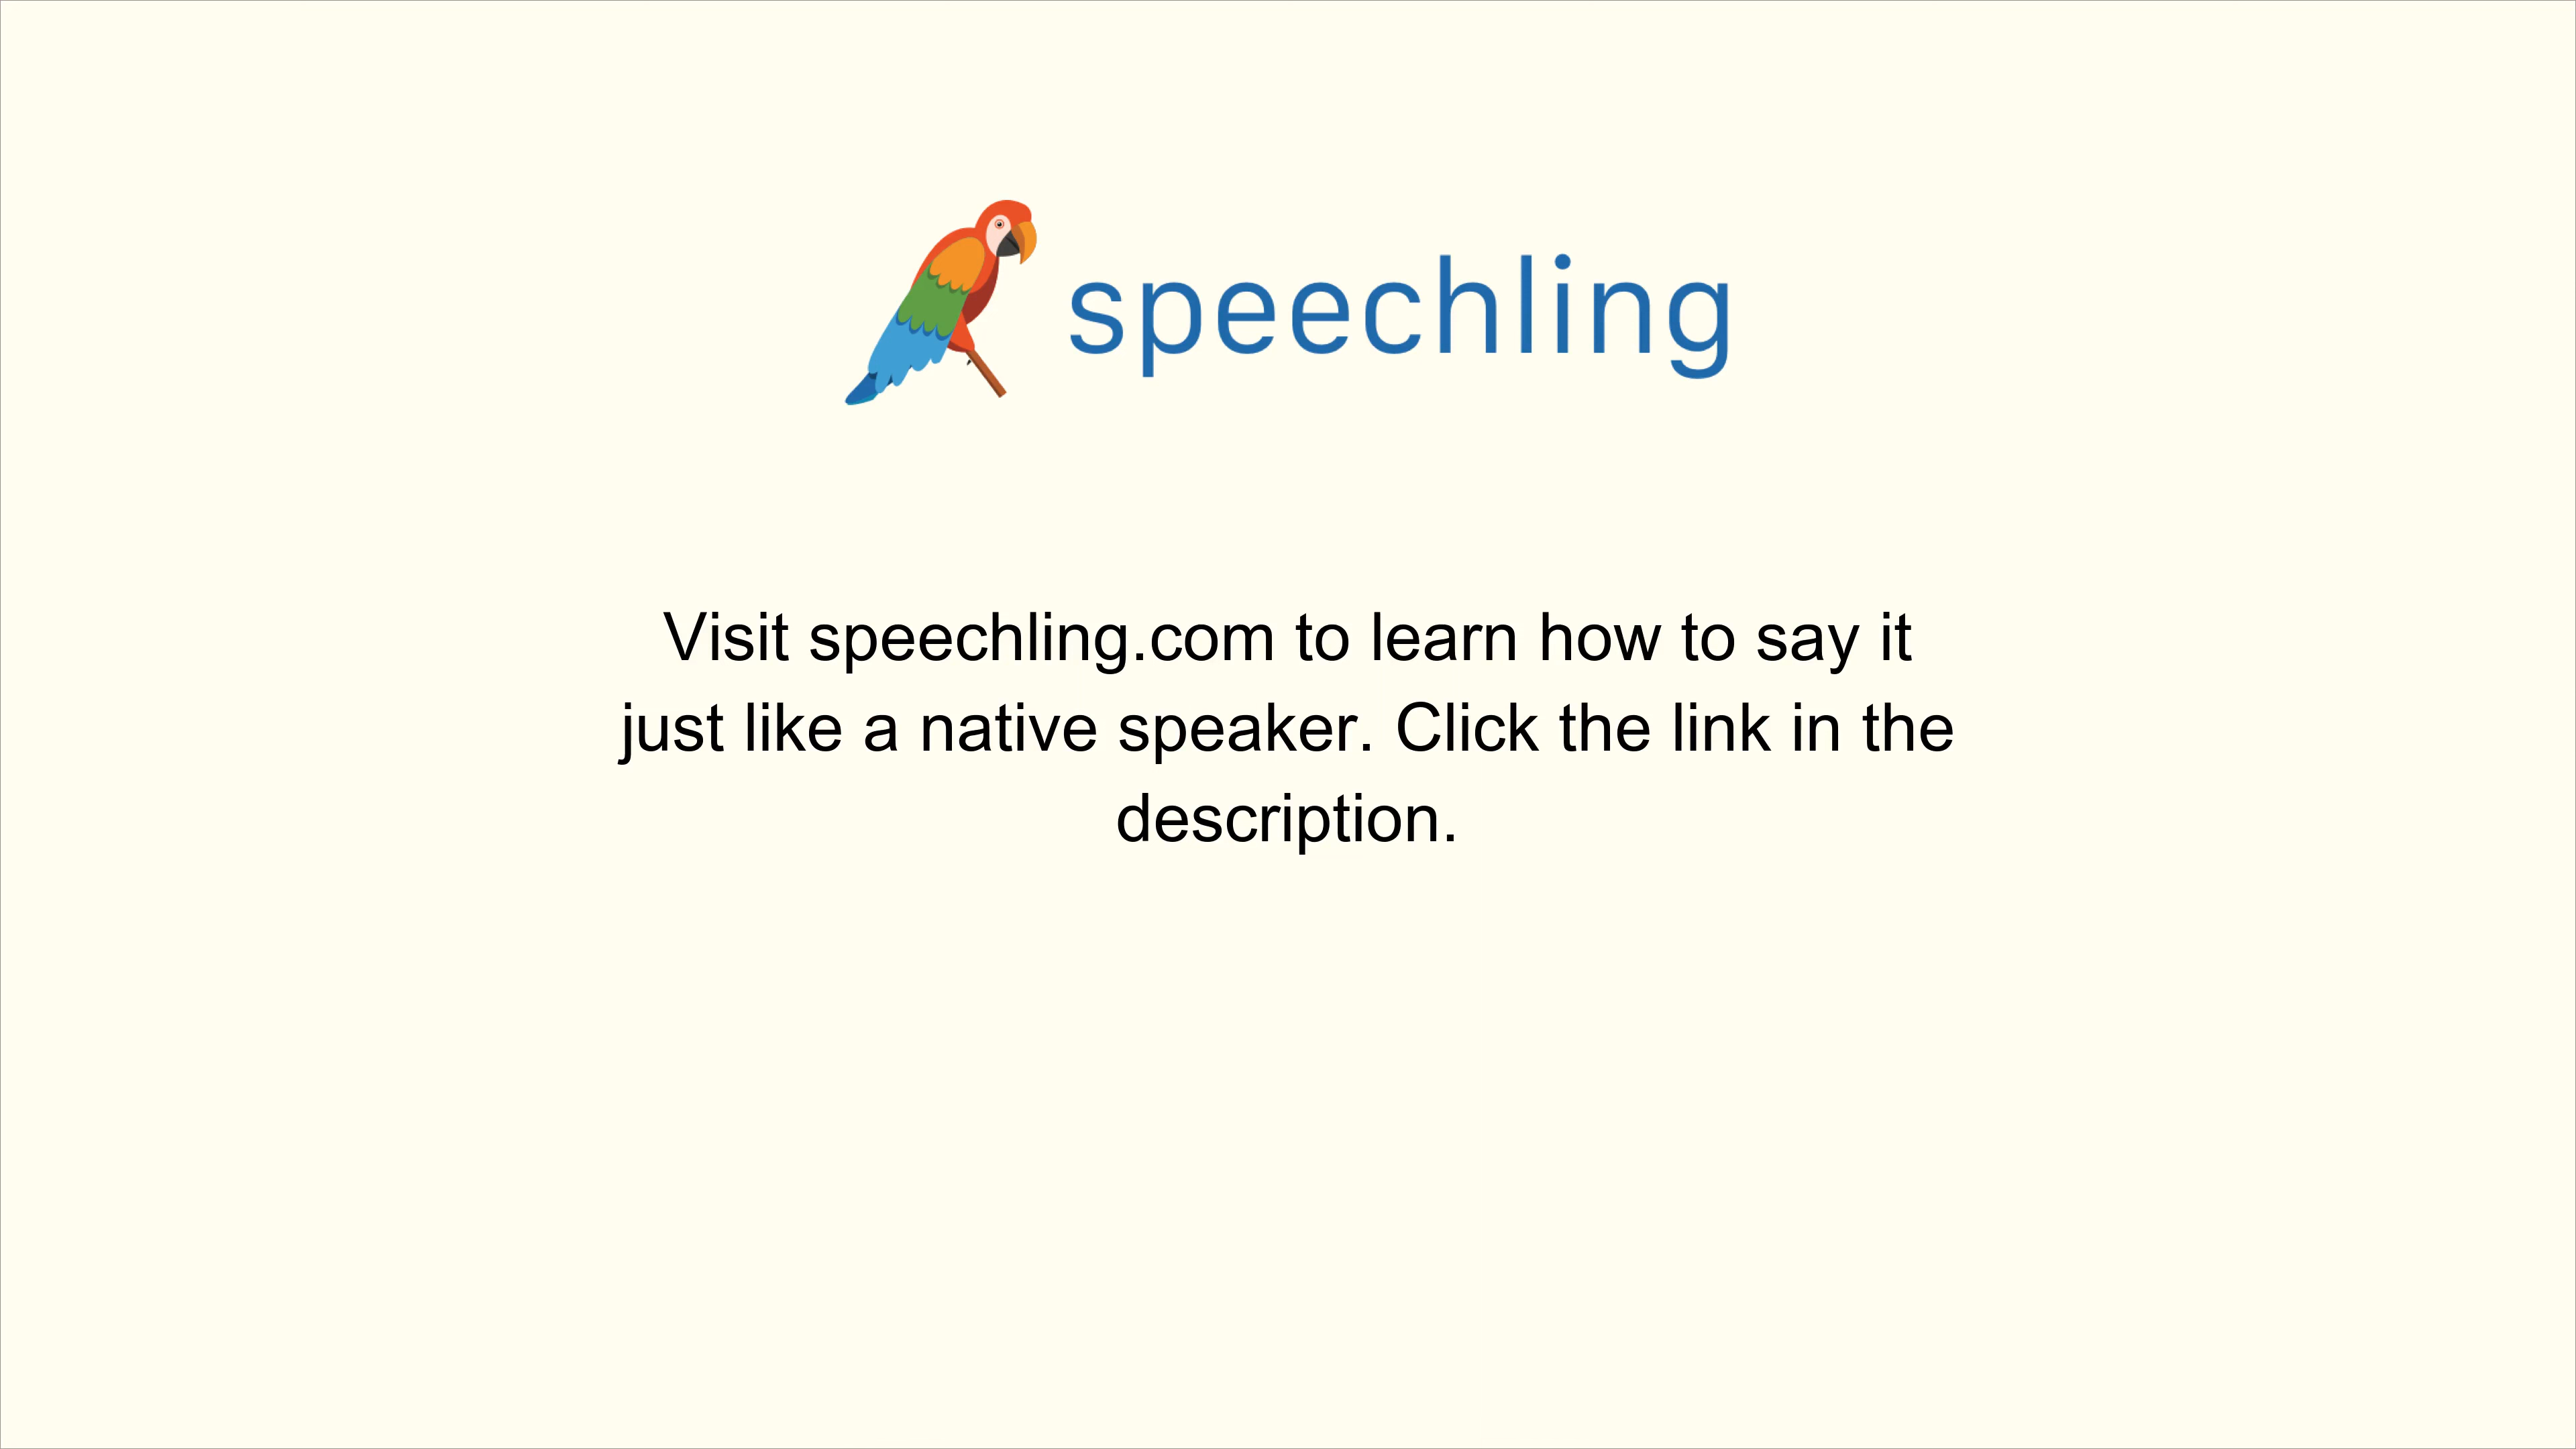 speechling
Visit speechling.com to learn how to say it
just like a native speaker. Click the link in the
description.